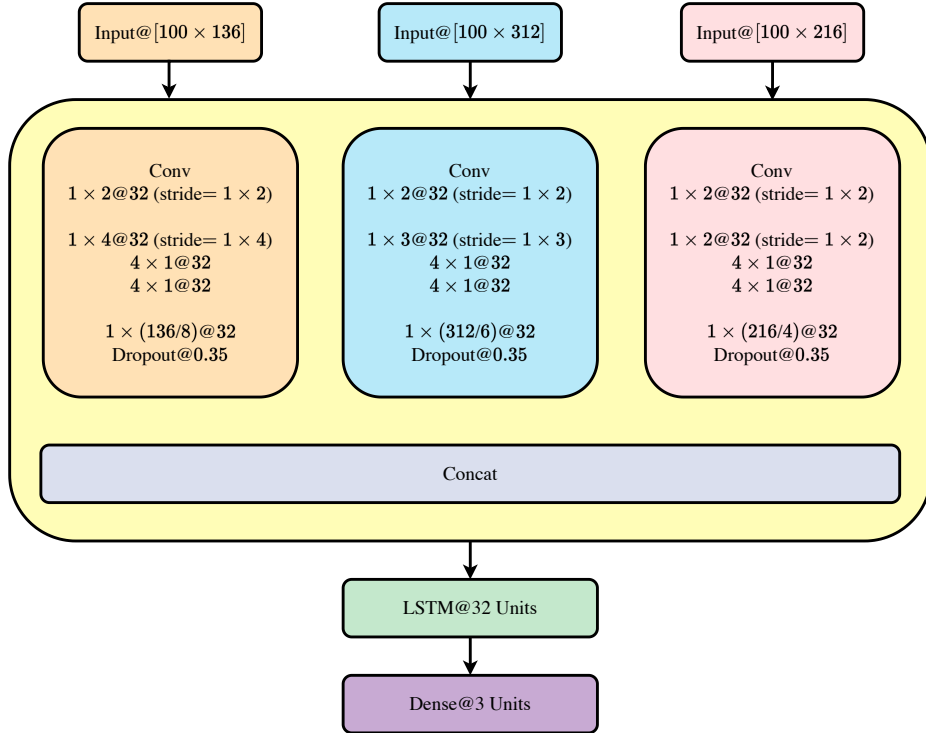 Input@[100 × 136]
Input@[100 × 312]
Input@[100 × 216]
Conv
1 × 2@32 (stride= 1 × 2)
1 × 4@32 (stride= 1 × 4)
4 × 1@32
4 × 1@32
1 × (136/8)@32
Dropout@0.35
Conv
1 × 2@32 (stride= 1 × 2)
1 × 3@32 (stride= 1 × 3)
4 × 1@32
4 × 1@32
1 × (312/6)@32
Dropout@0.35
Conv
1 × 2@32 (stride= 1 × 2)
1 × 2@32 (stride= 1 × 2)
4 × 1@32
4 × 1@32
1 × (216/4)@32
Dropout@0.35
Concat
LSTM@32 Units
Dense@3 Units